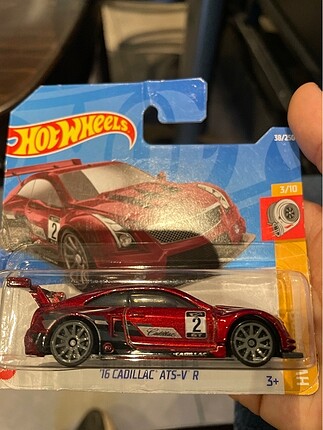 HOT WHEELS
38/250
3/10
2
2
Cadillac
CADILLAC
'16 CADILLAC ATS-V R
3+